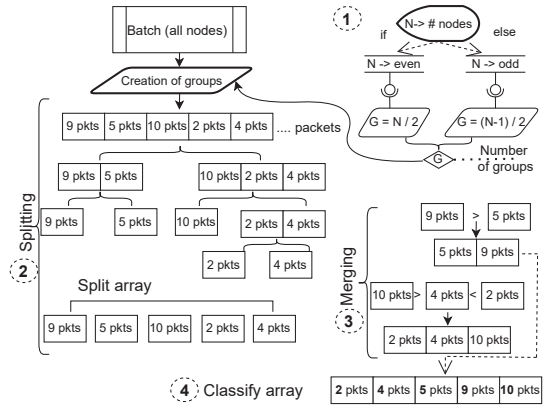 Batch (all nodes)
Creation of groups
1
N-> # nodes
if
else
N -> even
N -> odd
G = N / 2
G = (N-1) / 2
G
Number
of groups
Splitting
2
9 pkts 5 pkts 10 pkts 2 pkts 4 pkts .... packets
9 pkts 5 pkts
10 pkts 2 pkts 4 pkts
9 pkts
5 pkts
10 pkts
2 pkts 4 pkts
2 pkts
4 pkts
Split array
9 pkts 5 pkts 10 pkts 2 pkts 4 pkts
Merging
3
9 pkts > 5 pkts
5 pkts 9 pkts
10 pkts > 4 pkts < 2 pkts
2 pkts 4 pkts 10 pkts
4 Classify array
2 pkts 4 pkts 5 pkts 9 pkts 10 pkts